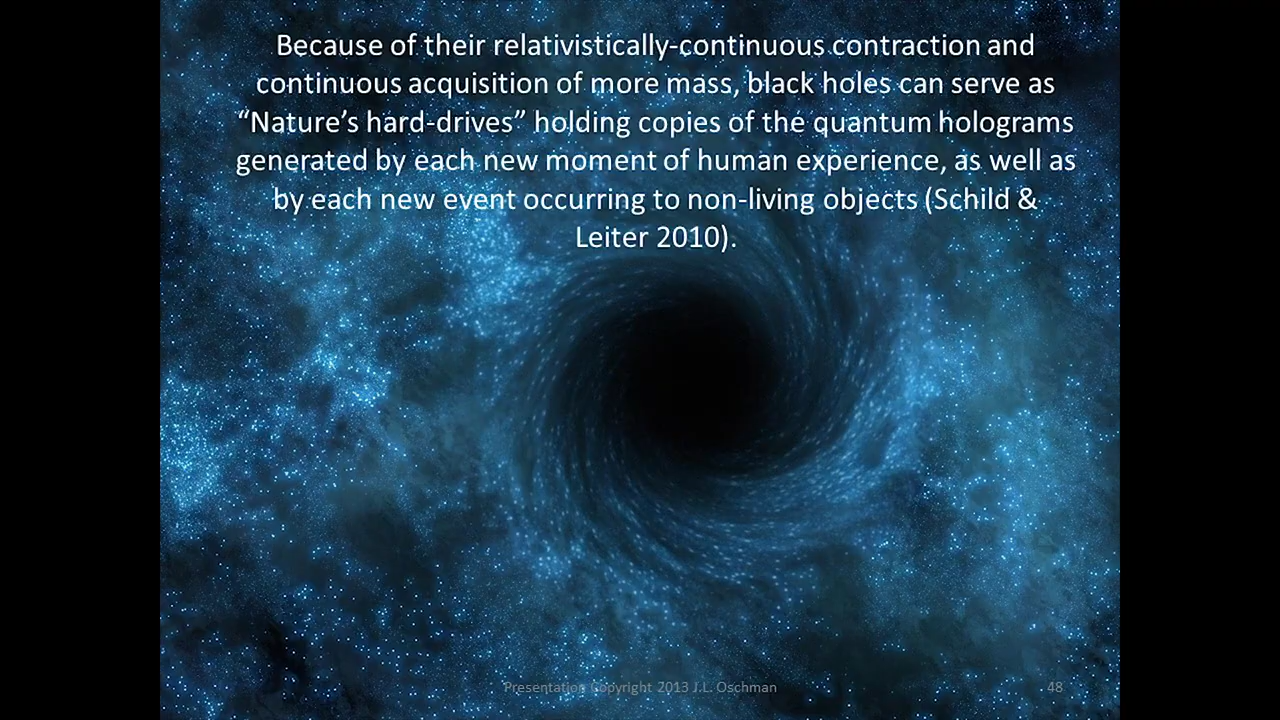 Because of their relativistically-continuous contraction and
continuous acquisition of more mass, black holes can serve as
“Nature’s hard-drives” holding copies of the quantum holograms
generated by each new moment of human experience, as well as
by each new event occurring to non-living objects (Schild &
Leiter 2010).
Presentation Copyright 2013 J.L. Oschman
48